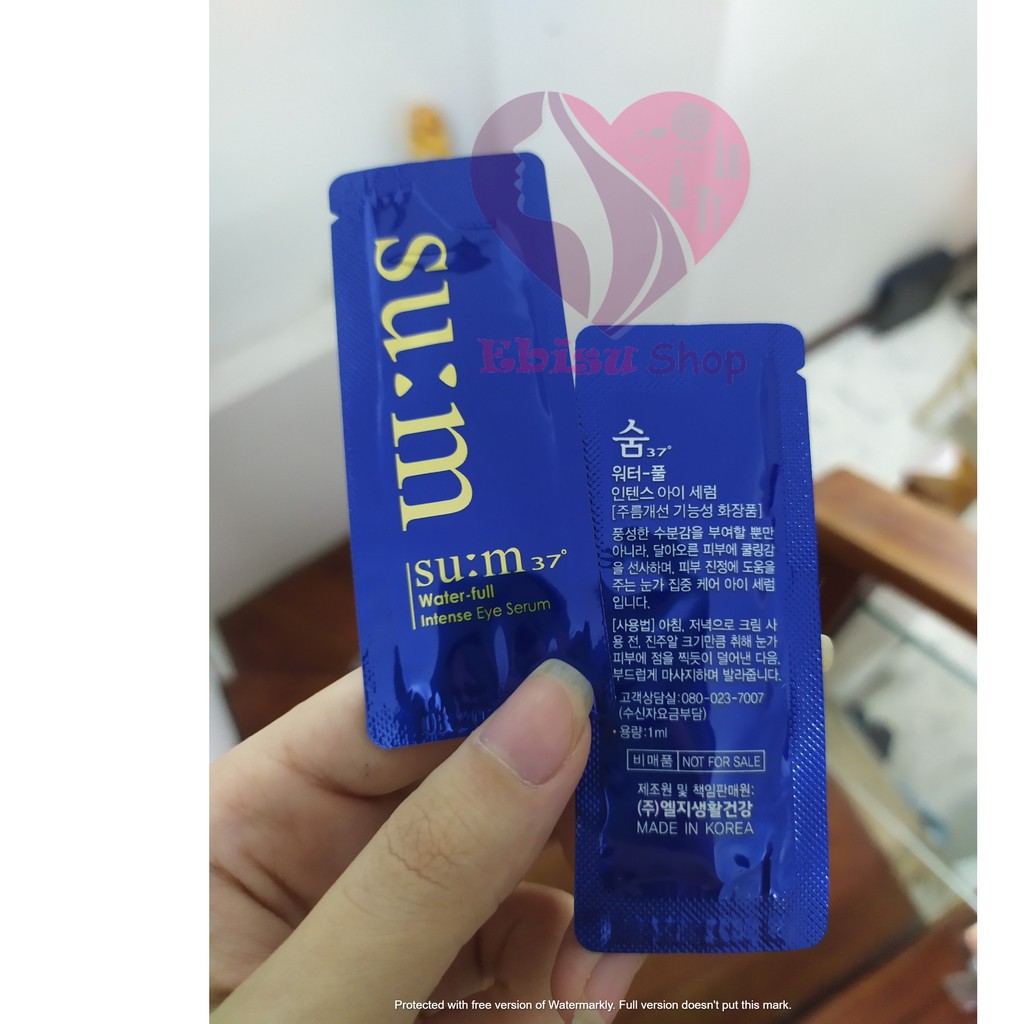 su:m
su:m37°
Water-full
Intense Eye Serum
Ebisu Shop
숨37°
워터-풀
인텐스 아이 세럼
[주름개선 기능성 화장품]
풍성한 수분감을 부여할 뿐만
아니라, 달아오른 피부에 쿨링감
을 선사하며, 피부 진정에 도움을
주는 눈가 집중 케어 아이 세럼
입니다.
[사용법] 아침, 저녁으로 크림 사
용 전, 진주알 크기만큼 취해 눈가
피부에 점을 찍듯이 덜어낸 다음,
부드럽게 마사지하며 발라줍니다.
·고객상담실:080-023-7007
(수신자요금부담)
·용량:1ml
비매품 NOT FOR SALE
제조원 및 책임판매원:
(주)엘지생활건강
MADE IN KOREA
Protected with free version of Watermarkly. Full version doesn't put this mark.